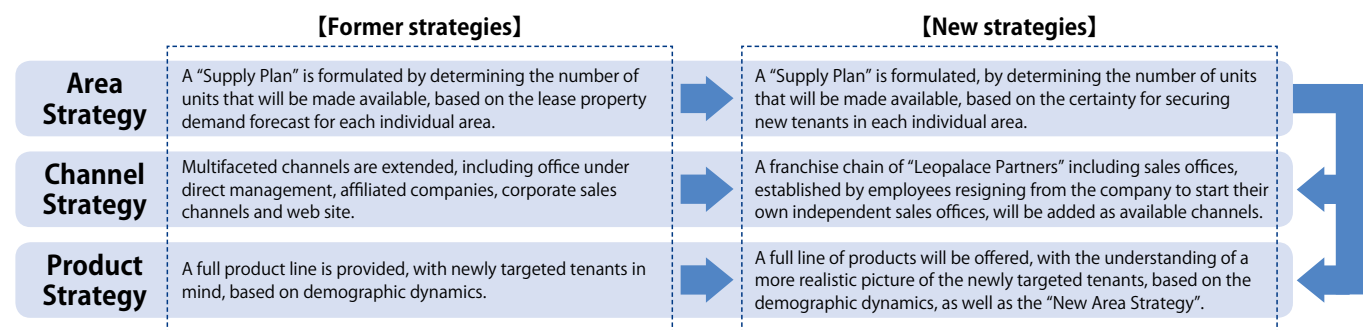 【Former strategies】
【New strategies】
Area
Strategy
A “Supply Plan” is formulated by determining the number of
units that will be made available, based on the lease property
demand forecast for each individual area.
A “Supply Plan” is formulated, by determining the number of units
that will be made available, based on the certainty for securing
new tenants in each individual area.
Channel
Strategy
Multifaceted channels are extended, including office under
direct management, affiliated companies, corporate sales
channels and web site.
A franchise chain of “Leopalace Partners” including sales offices,
established by employees resigning from the company to start their
own independent sales offices, will be added as available channels.
Product
Strategy
A full product line is provided, with newly targeted tenants in
mind, based on demographic dynamics.
A full line of products will be offered, with the understanding of a
more realistic picture of the newly targeted tenants, based on the
demographic dynamics, as well as the “New Area Strategy”.